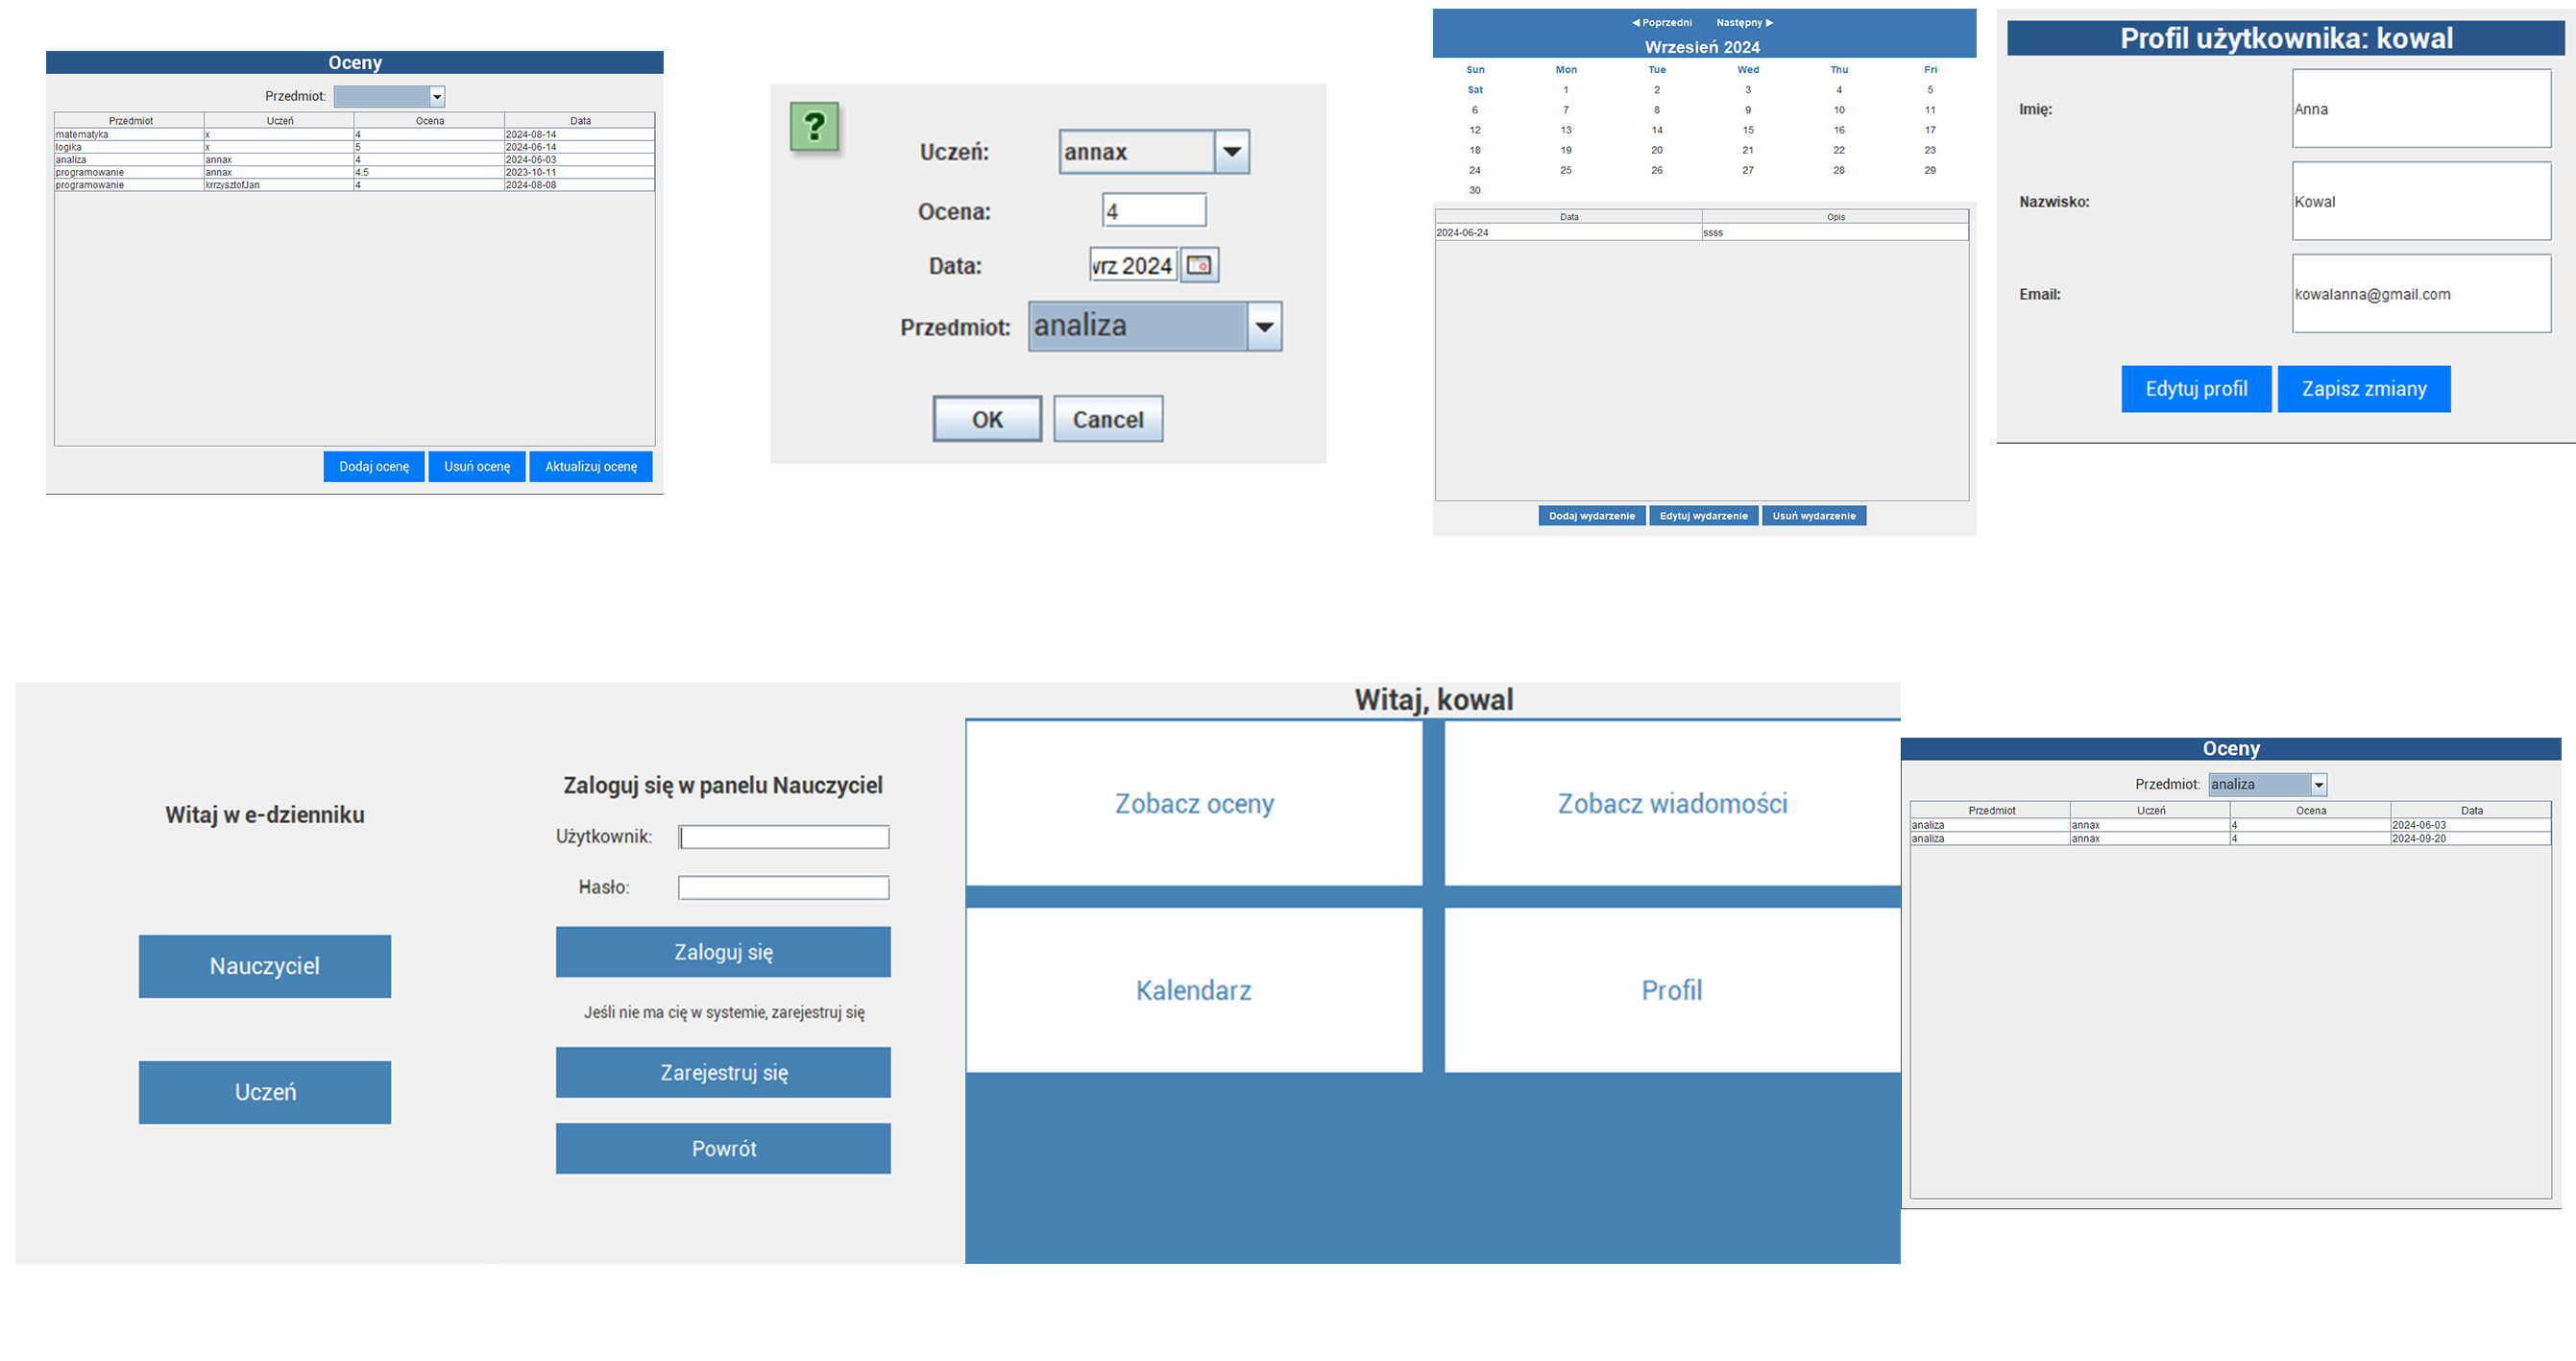 Oceny
Przedmiot:
Przedmiot Uczeń Ocena Data
matematyka x 4 2024-08-14
logika x 5 2024-06-14
analiza annax 4 2024-06-03
programowanie annax 4.5 2023-10-11
programowanie krrzysztofJan 4 2024-08-08
Dodaj ocenę Usuń ocenę Aktualizuj ocenę
?
Uczeń: annax
Ocena: 4
Data: wrz 2024
Przedmiot: analiza
OK Cancel
◀ Poprzedni Następny ▶
Wrzesień 2024
Sun Mon Tue Wed Thu Fri
Sat 1 2 3 4 5
6 7 8 9 10 11
12 13 14 15 16 17
18 19 20 21 22 23
24 25 26 27 28 29
30
Data Opis
2024-06-24 ssss
Dodaj wydarzenie Edytuj wydarzenie Usuń wydarzenie
Profil użytkownika: kowal
Imię: Anna
Nazwisko: Kowal
Email: kowalanna@gmail.com
Edytuj profil Zapisz zmiany
Witaj w e-dzienniku
Nauczyciel
Uczeń
Zaloguj się w panelu Nauczyciel
Użytkownik:
Hasło:
Zaloguj się
Jeśli nie ma cię w systemie, zarejestruj się
Zarejestruj się
Powrót
Witaj, kowal
Zobacz oceny Zobacz wiadomości
Kalendarz Profil
Oceny
Przedmiot: analiza
Przedmiot Uczeń Ocena Data
analiza annax 4 2024-06-03
analiza annax 4 2024-09-20